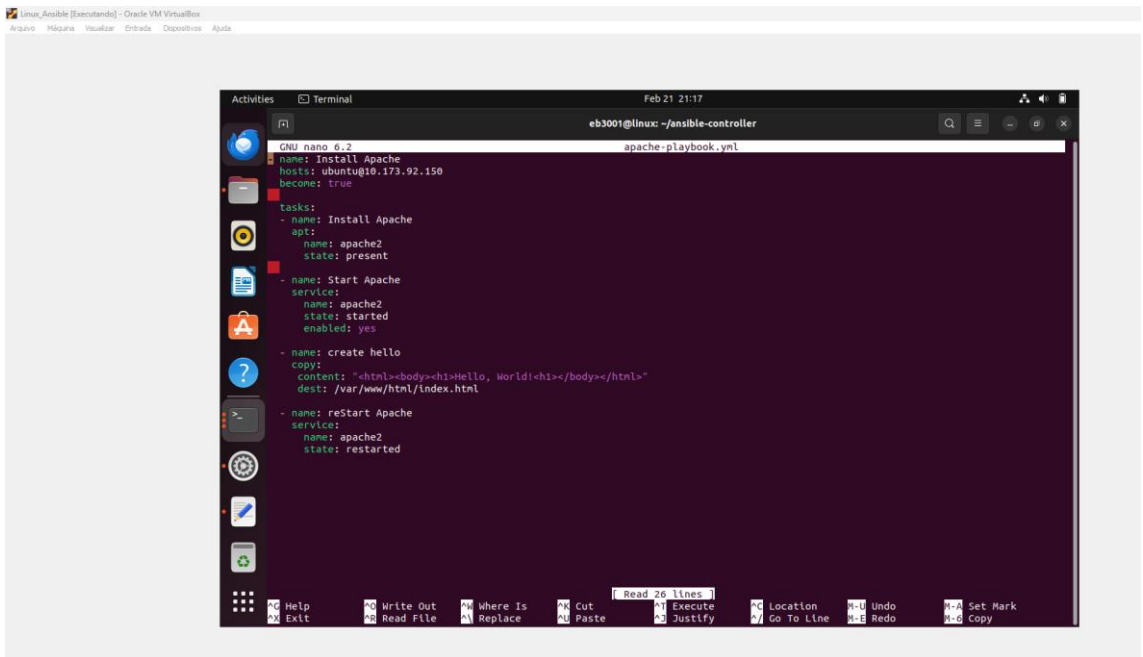 Linux_Ansible [Executando] - Oracle VM VirtualBox
Arquivo Máquina Visualizar Entrada Dispositivos Ajuda
Activities Terminal Feb 21 21:17
eb3001@linux: ~/ansible-controller
GNU nano 6.2 apache-playbook.yml
- name: Install Apache
hosts: ubuntu@10.173.92.150
become: true
tasks:
- name: Install Apache
apt:
name: apache2
state: present
- name: Start Apache
service:
name: apache2
state: started
enabled: yes
- name: create hello
copy:
content: "<html><body><h1>Hello, World!<h1></body></html>"
dest: /var/www/html/index.html
- name: reStart Apache
service:
name: apache2
state: restarted
[ Read 26 lines ]
^G Help ^O Write Out ^W Where Is ^K Cut ^T Execute ^C Location M-U Undo M-A Set Mark
^X Exit ^R Read File ^\ Replace ^U Paste ^J Justify ^/ Go To Line M-E Redo M-6 Copy